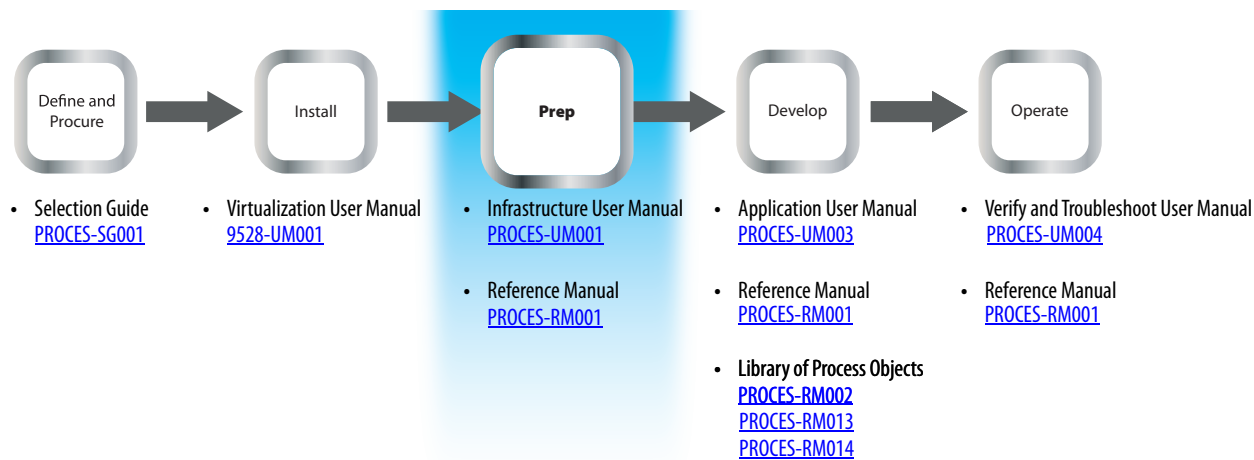 Define and
Procure
Install
Prep
Develop
Operate
• Selection Guide
PROCES-SG001
• Virtualization User Manual
9528-UM001
• Infrastructure User Manual
PROCES-UM001
• Reference Manual
PROCES-RM001
• Application User Manual
PROCES-UM003
• Reference Manual
PROCES-RM001
• Library of Process Objects
PROCES-RM002
PROCES-RM013
PROCES-RM014
• Verify and Troubleshoot User Manual
PROCES-UM004
• Reference Manual
PROCES-RM001